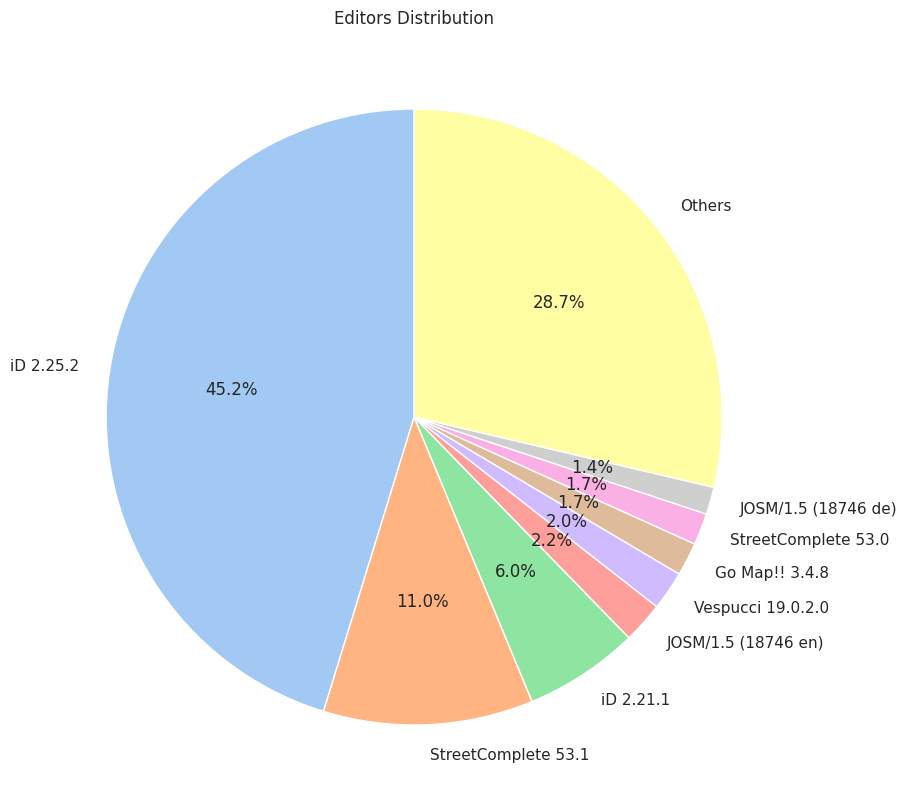 Editors Distribution
Others
28.7%
iD 2.25.2
45.2%
1.4%
1.7%
1.7%
2.0%
2.2%
6.0%
11.0%
JOSM/1.5 (18746 de)
StreetComplete 53.0
Go Map!! 3.4.8
Vespucci 19.0.2.0
JOSM/1.5 (18746 en)
iD 2.21.1
StreetComplete 53.1